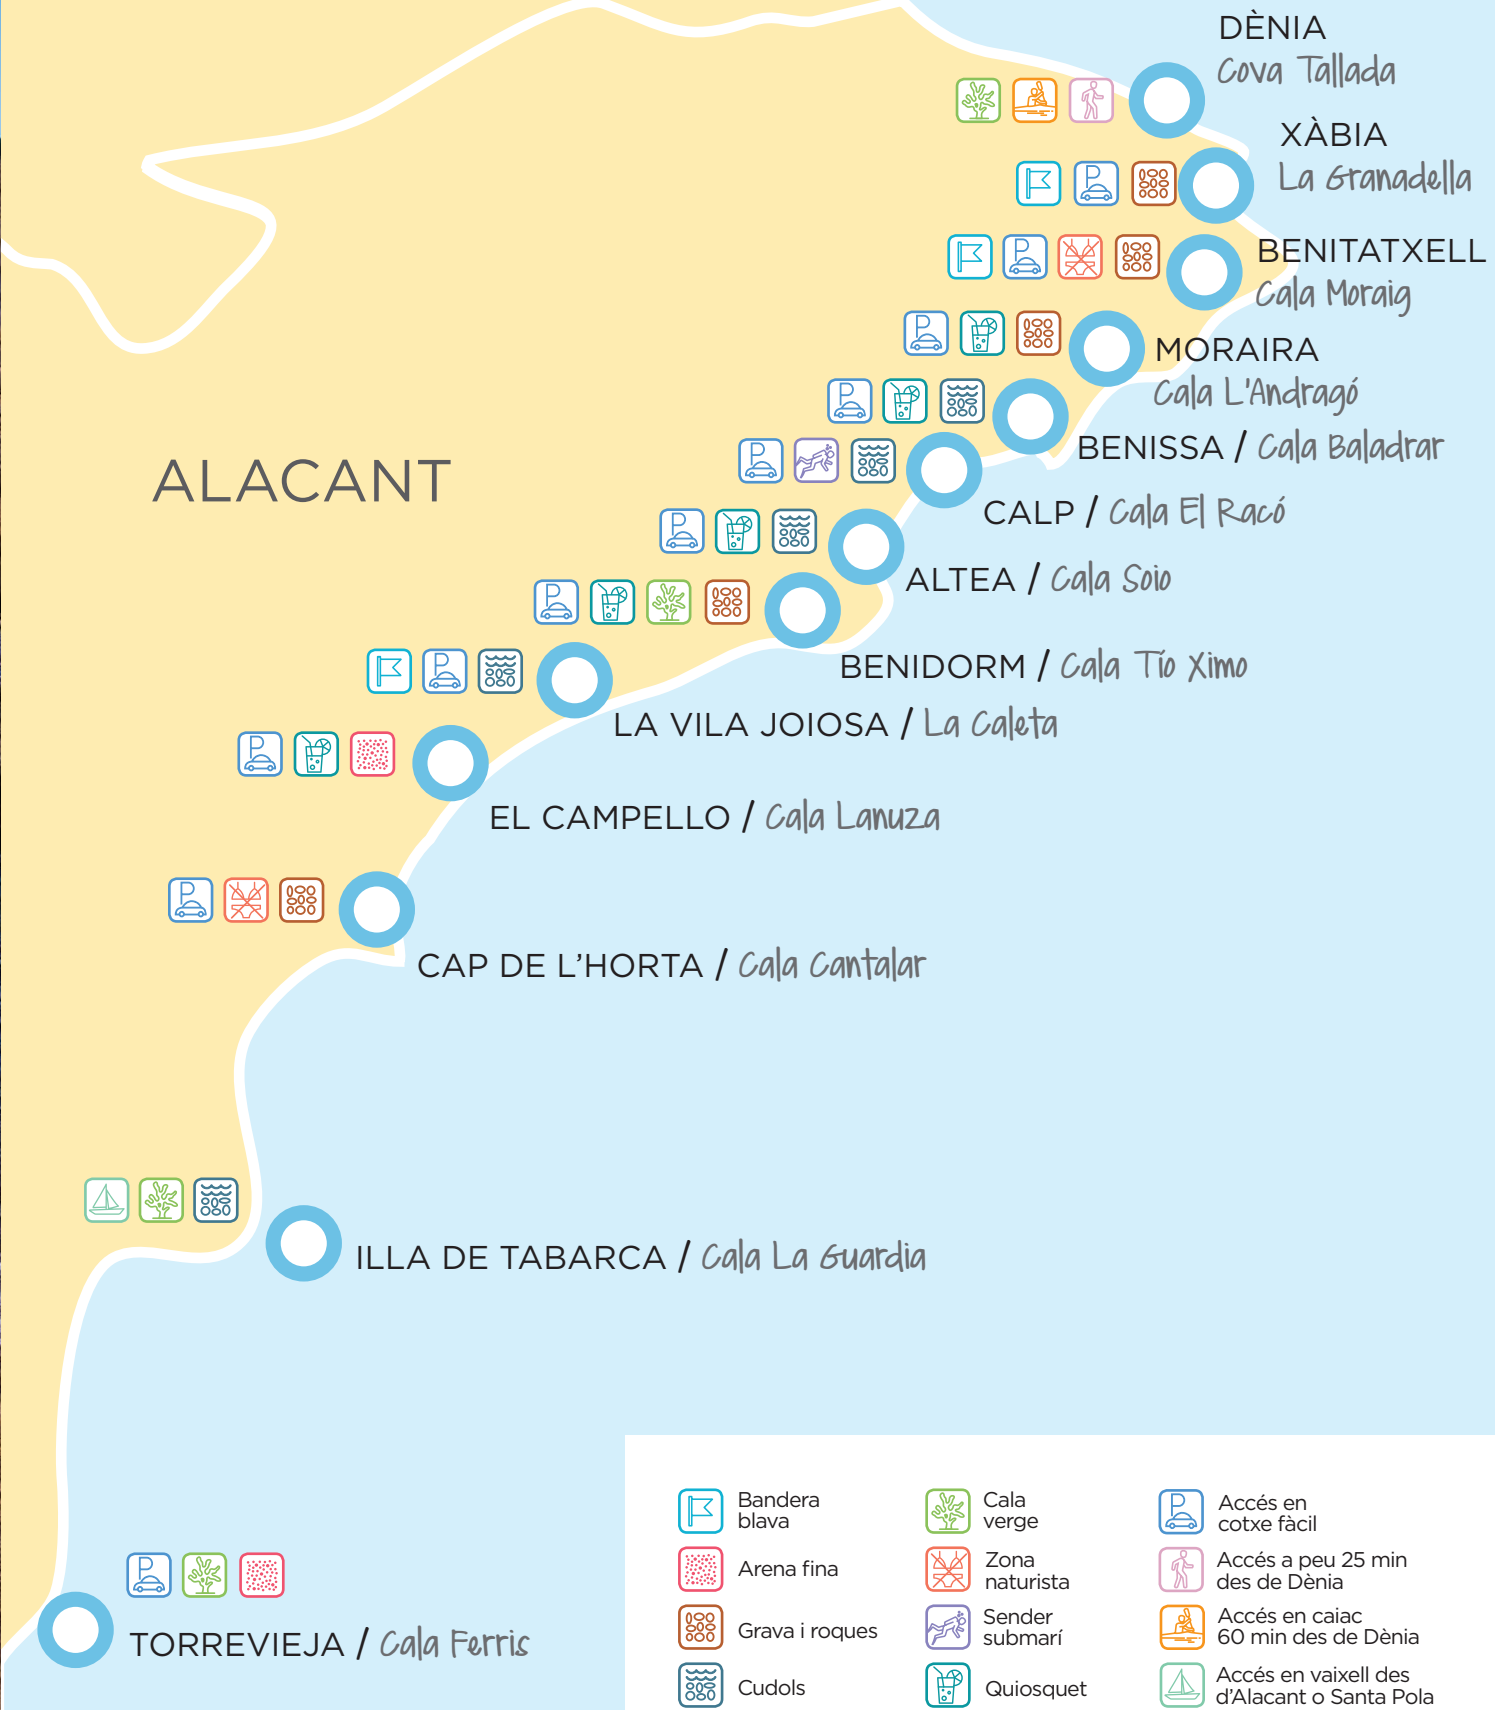 DÈNIA
Cova Tallada
XÀBIA
La Granadella
BENITATXELL
Cala Moraig
MORAIRA
Cala L'Andragó
BENISSA / Cala Baladrar
ALACANT
CALP / Cala El Racó
ALTEA / Cala Soio
BENIDORM / Cala Tío Ximo
LA VILA JOIOSA / La Caleta
EL CAMPELLO / Cala Lanuza
CAP DE L'HORTA / Cala Cantalar
ILLA DE TABARCA / Cala La Guardia
TORREVIEJA / Cala Ferris
Bandera
blava
Arena fina
Grava i roques
Cudols
Cala
verge
Zona
naturista
Sender
submarí
Quiosquet
P
Accés en
cotxe fàcil
Accés a peu 25 min
des de Dènia
Accés en caiac
60 min des de Dènia
Accés en vaixell des
d'Alacant o Santa Pola